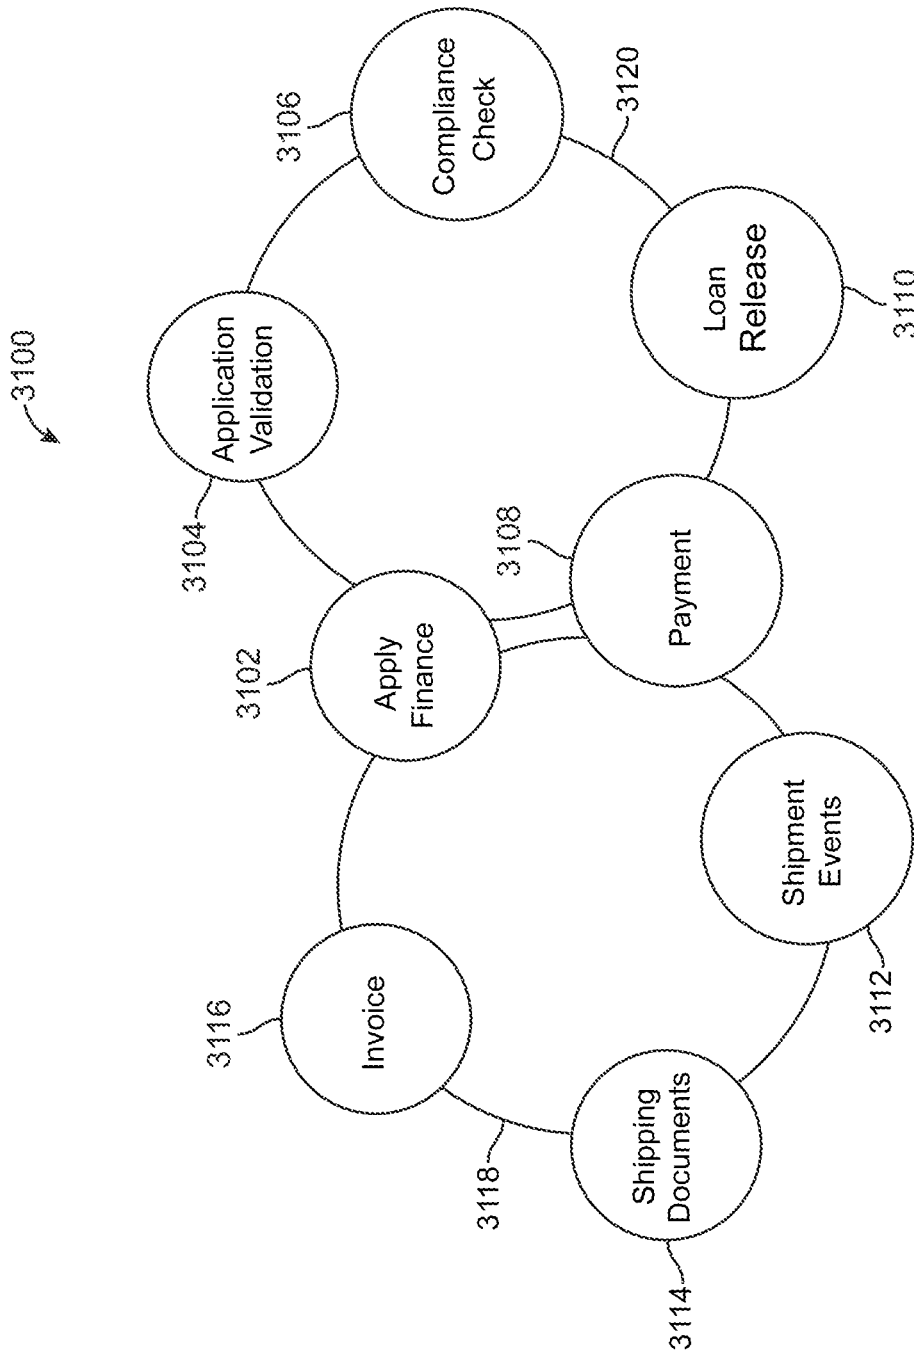 3100
3106
Compliance
Check
3104
Application
Validation
3120
3102
Apply
Finance
3108
Payment
Loan
Release
3110
3116
Invoice
3118
Shipment
Events
3112
Shipping
Documents
3114